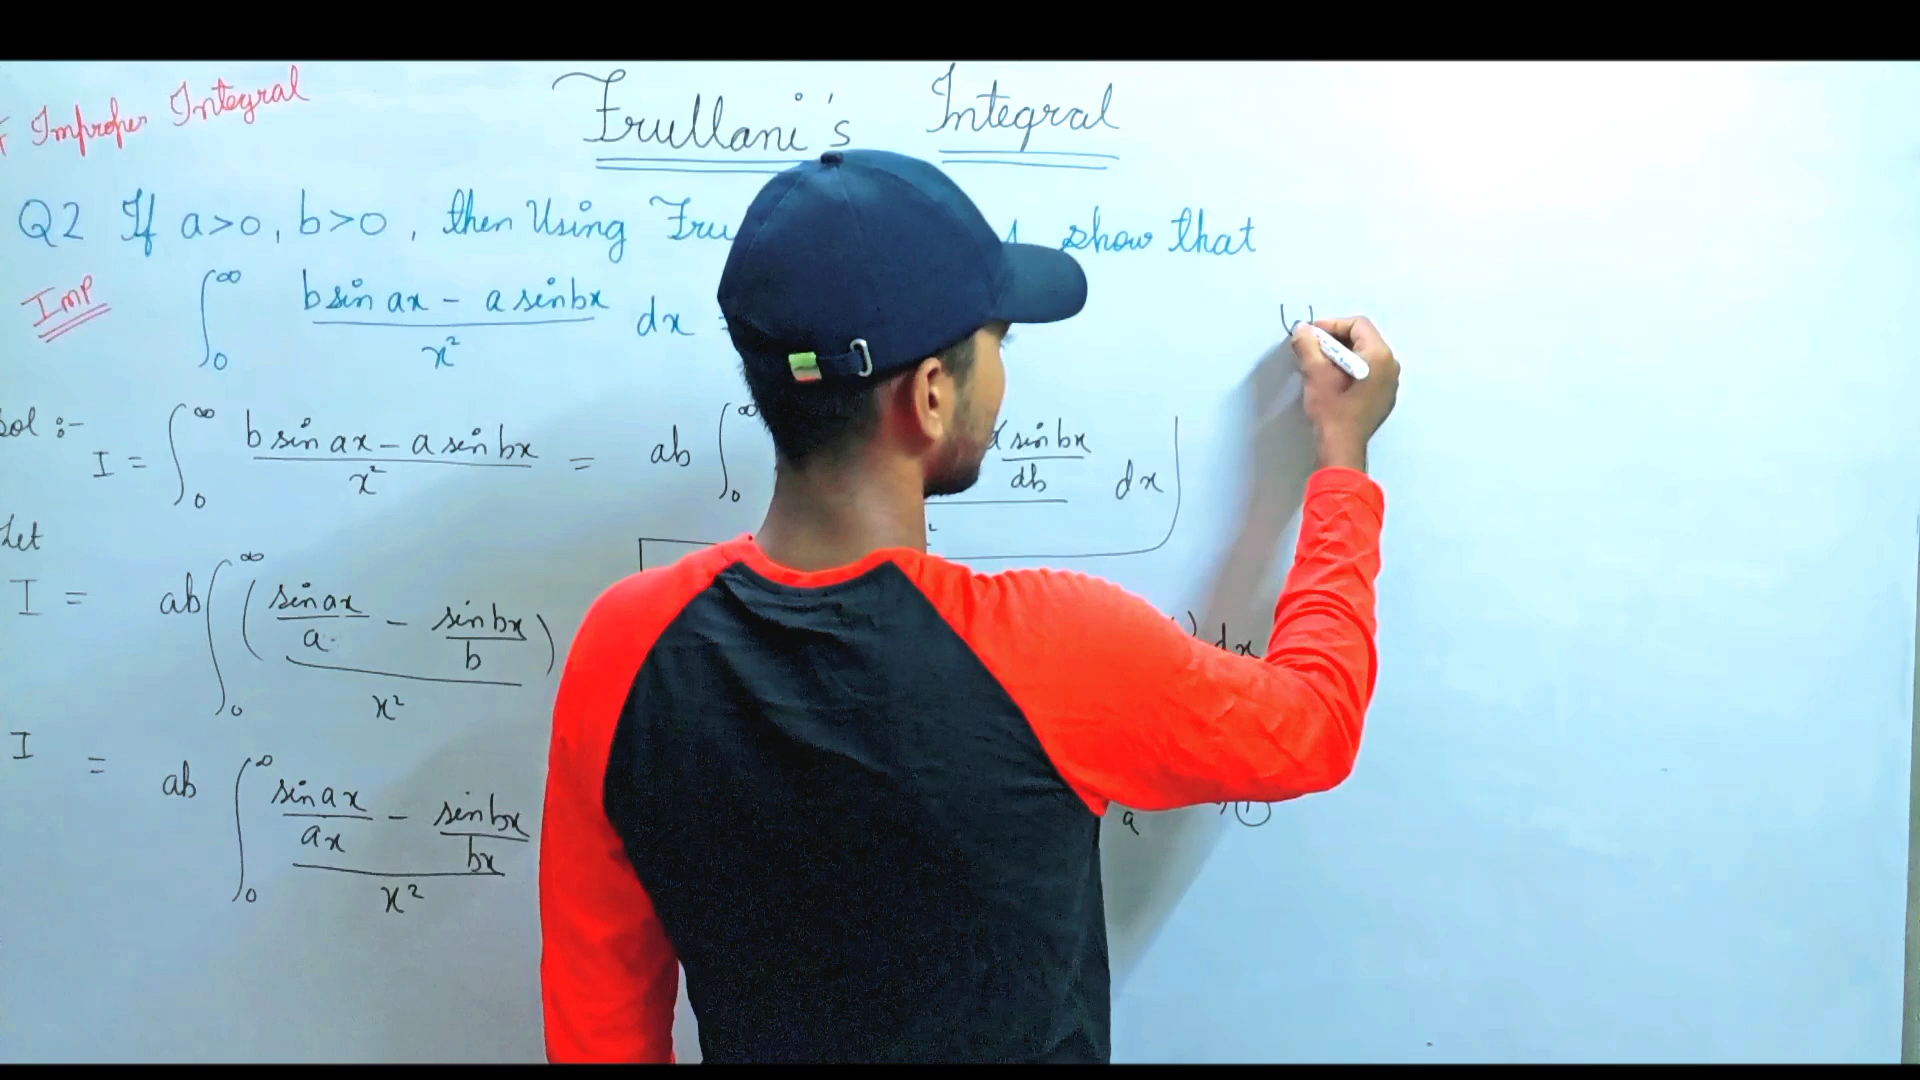 Improper Integral
Frullani's Integral
Q2 If a>0, b>0, then Using show that
Imp
∫₀^∞ (b sin ax - a sin bx)/x² dx
Sol :-
I = ∫₀^∞ (b sin ax - a sin bx)/x² = ab ∫₀^∞ sin bx/ab dx
Let
I = ab ∫₀^∞ (sin ax/a - sin bx/b)/x² dx
I = ab ∫₀^∞ (sin ax/ax - sin bx/bx)/x²
a
①